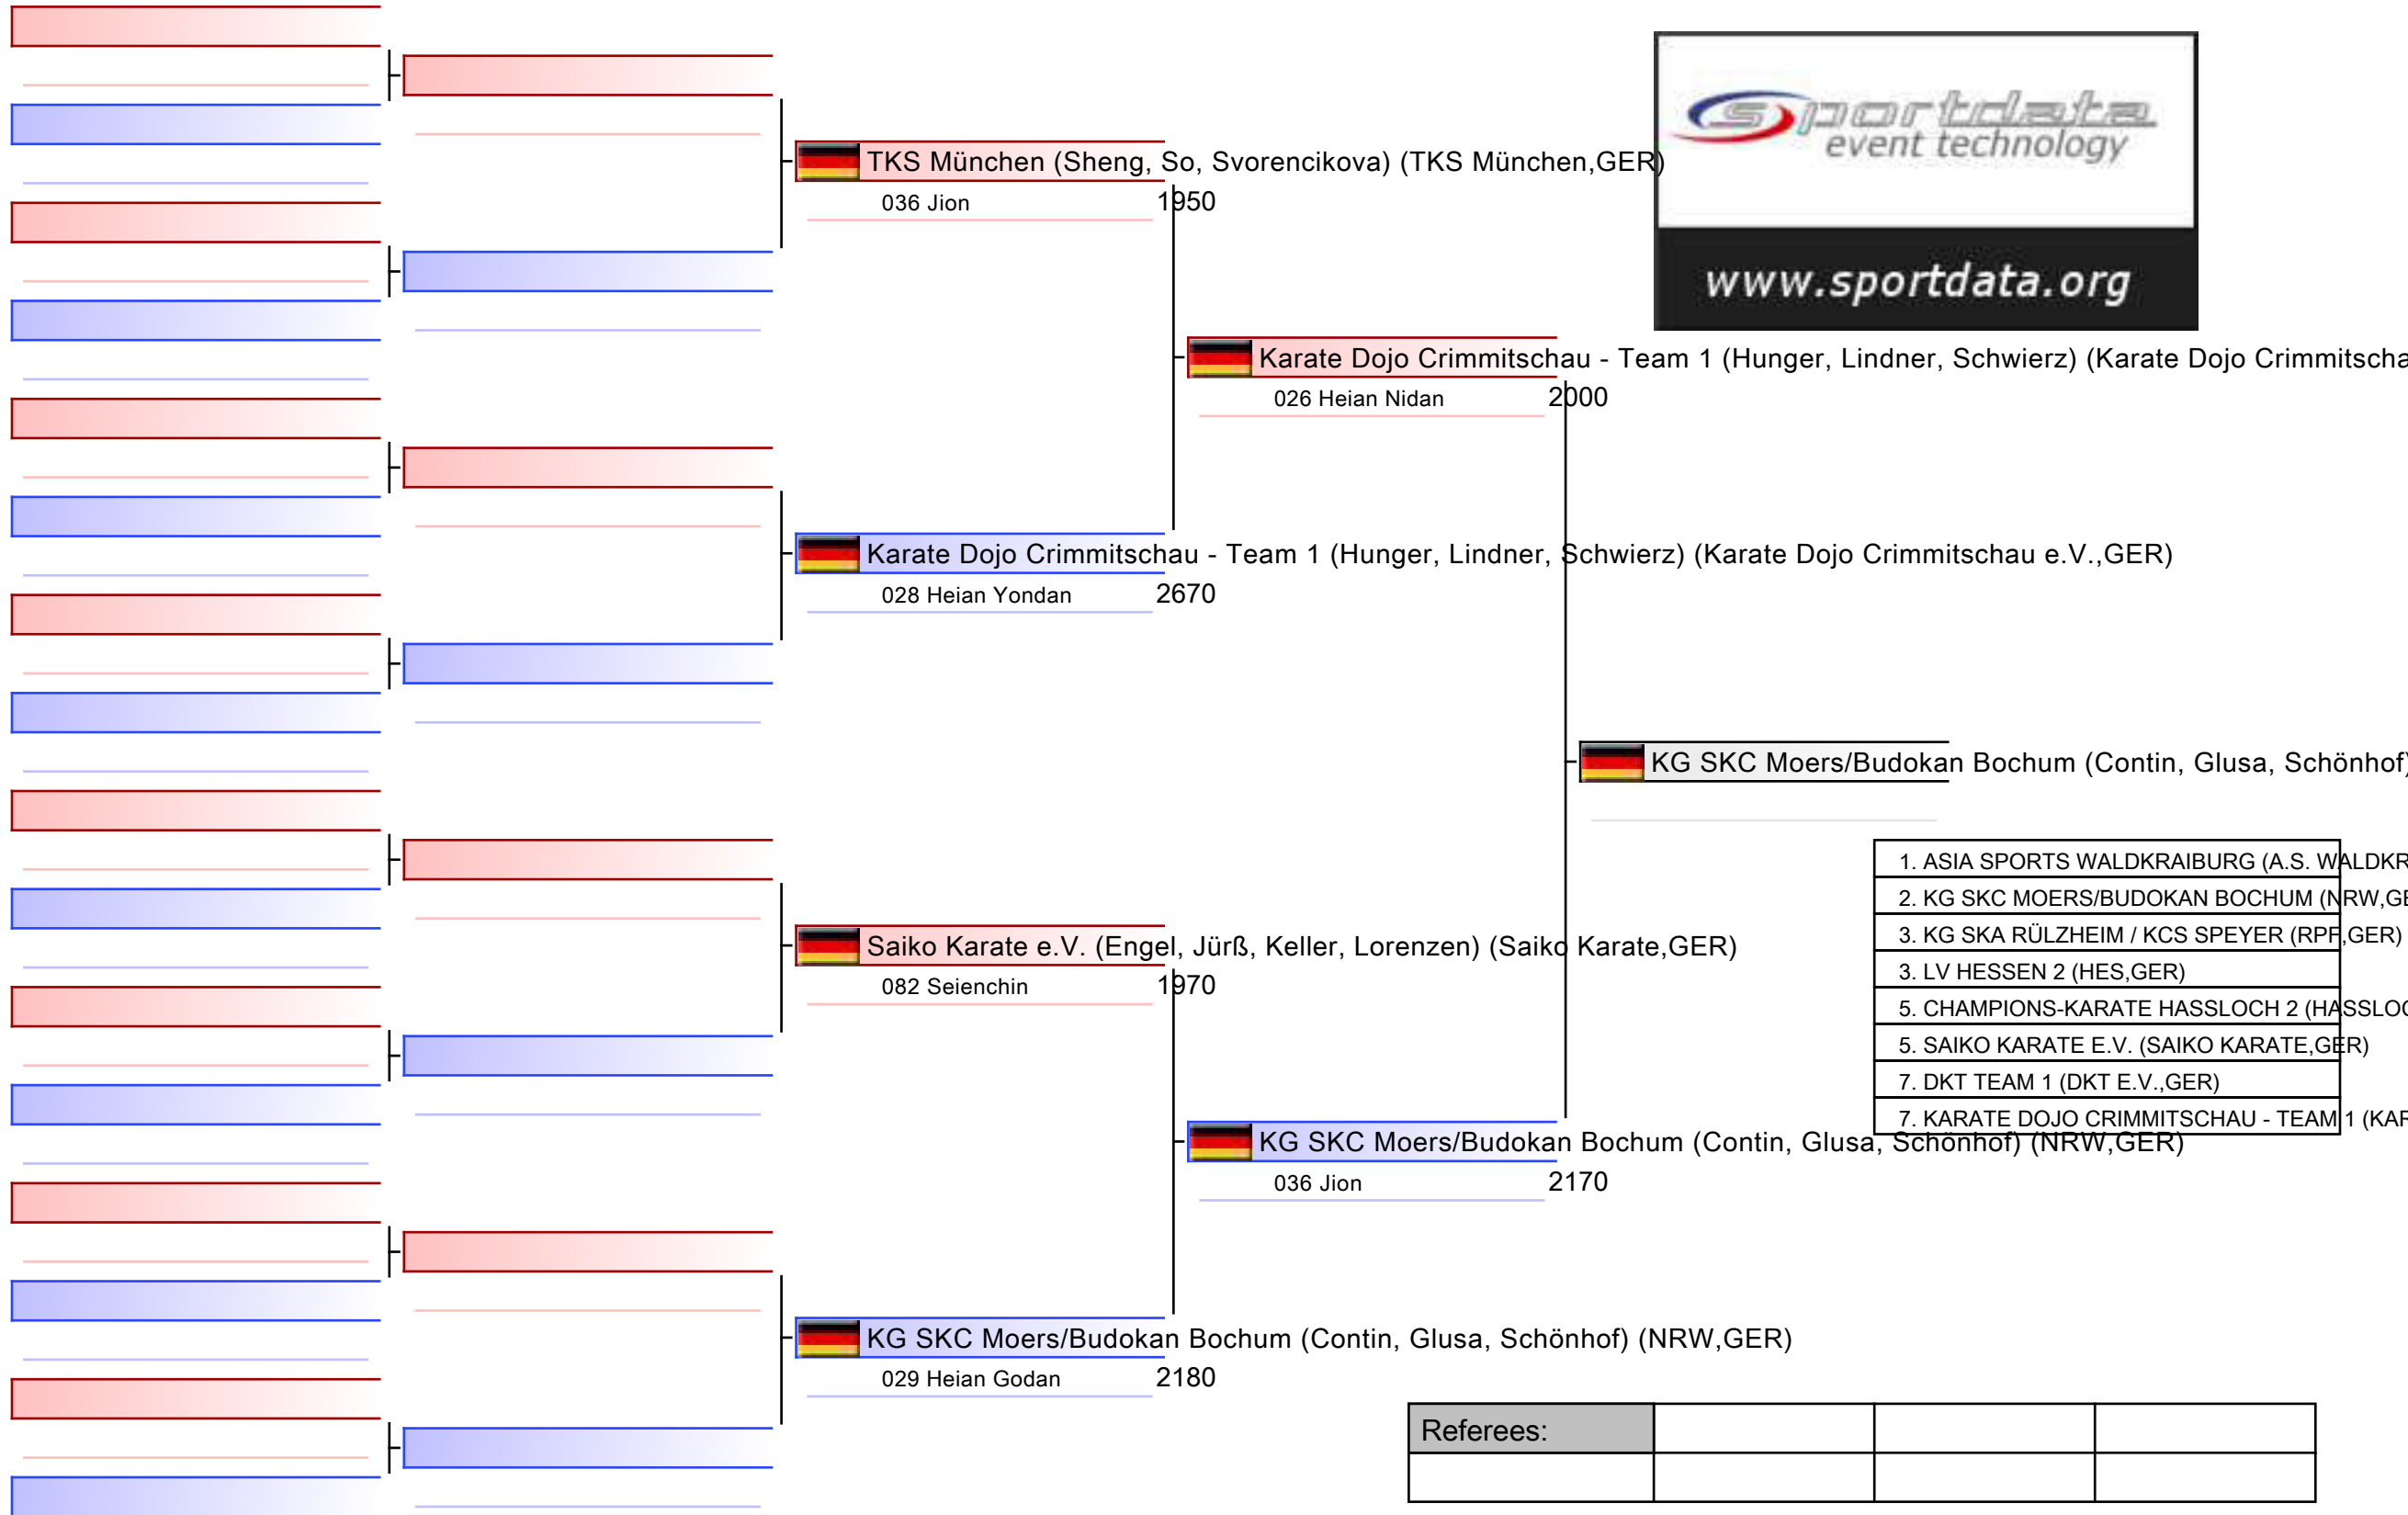 sportdata
event technology
www.sportdata.org
TKS München (Sheng, So, Svorencikova) (TKS München,GER)
036 Jion 1950
Karate Dojo Crimmitschau - Team 1 (Hunger, Lindner, Schwierz) (Karate Dojo Crimmitscha
026 Heian Nidan 2000
Karate Dojo Crimmitschau - Team 1 (Hunger, Lindner, Schwierz) (Karate Dojo Crimmitschau e.V.,GER)
028 Heian Yondan 2670
KG SKC Moers/Budokan Bochum (Contin, Glusa, Schönhof)
1. ASIA SPORTS WALDKRAIBURG (A.S. WALDKR
2. KG SKC MOERS/BUDOKAN BOCHUM (NRW,GE
3. KG SKA RÜLZHEIM / KCS SPEYER (RPF,GER)
3. LV HESSEN 2 (HES,GER)
5. CHAMPIONS-KARATE HASSLOCH 2 (HASSLOC
5. SAIKO KARATE E.V. (SAIKO KARATE,GER)
7. DKT TEAM 1 (DKT E.V.,GER)
7. KARATE DOJO CRIMMITSCHAU - TEAM 1 (KAR
Saiko Karate e.V. (Engel, Jürß, Keller, Lorenzen) (Saiko Karate,GER)
082 Seienchin 1970
KG SKC Moers/Budokan Bochum (Contin, Glusa, Schönhof) (NRW,GER)
036 Jion 2170
KG SKC Moers/Budokan Bochum (Contin, Glusa, Schönhof) (NRW,GER)
029 Heian Godan 2180
Referees: